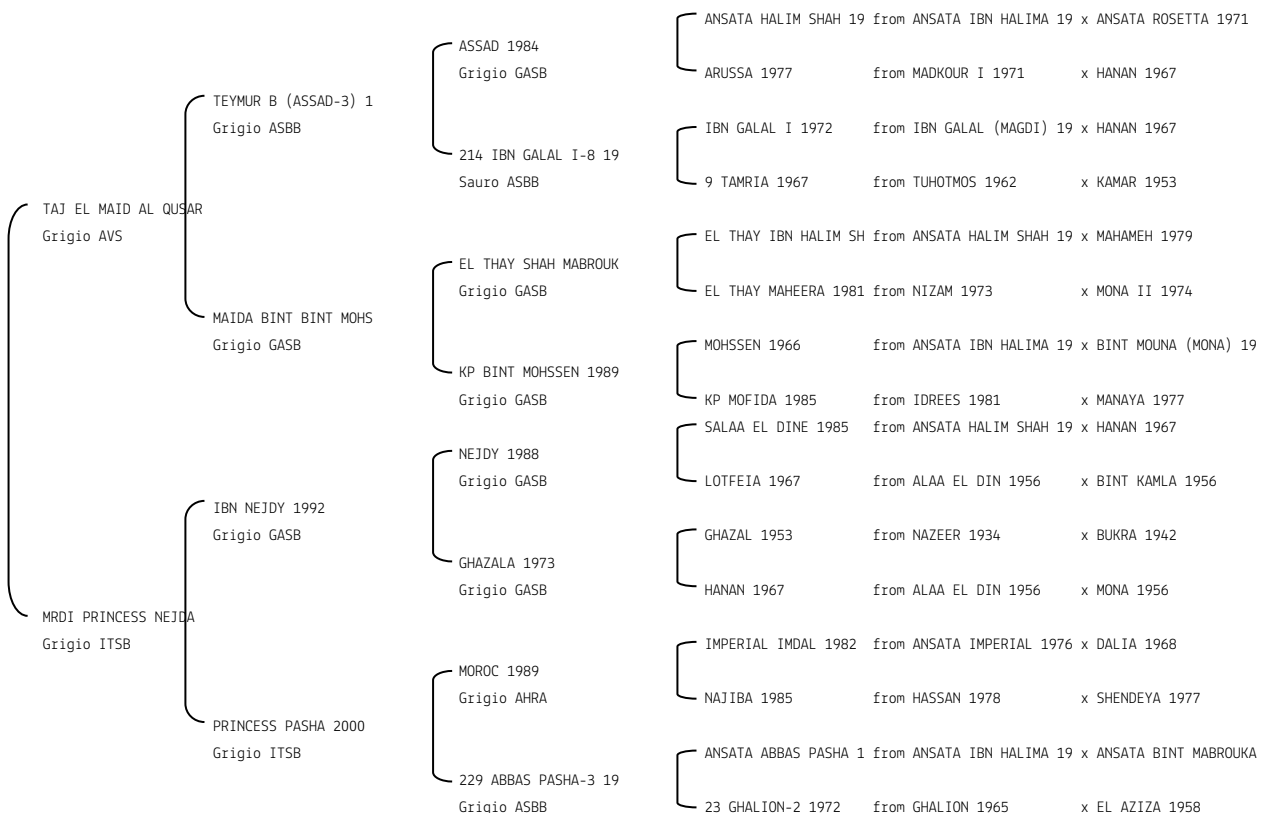 ANSATA HALIM SHAH 19 from ANSATA IBN HALIMA 19 x ANSATA ROSETTA 1971
ASSAD 1984
Grigio GASB
ARUSSA 1977 from MADKOUR I 1971 x HANAN 1967
TEYMUR B (ASSAD-3) 1
Grigio ASBB
IBN GALAL I 1972 from IBN GALAL (MAGDI) 19 x HANAN 1967
214 IBN GALAL I-8 19
Sauro ASBB
9 TAMRIA 1967 from TUHOTMOS 1962 x KAMAR 1953
TAJ EL MAID AL QUSAR
Grigio AVS
EL THAY IBN HALIM SH from ANSATA HALIM SHAH 19 x MAHAMEH 1979
EL THAY SHAH MABROUK
Grigio GASB
EL THAY MAHEERA 1981 from NIZAM 1973 x MONA II 1974
MAIDA BINT BINT MOHS
Grigio GASB
MOHSSEN 1966 from ANSATA IBN HALIMA 19 x BINT MOUNA (MONA) 19
KP BINT MOHSSEN 1989
Grigio GASB
KP MOFIDA 1985 from IDREES 1981 x MANAYA 1977
SALAA EL DINE 1985 from ANSATA HALIM SHAH 19 x HANAN 1967
NEJDY 1988
Grigio GASB
LOTFEIA 1967 from ALAA EL DIN 1956 x BINT KAMLA 1956
IBN NEJDY 1992
Grigio GASB
GHAZAL 1953 from NAZEER 1934 x BUKRA 1942
GHAZALA 1973
Grigio GASB
HANAN 1967 from ALAA EL DIN 1956 x MONA 1956
MRDI PRINCESS NEJDA
Grigio ITSB
IMPERIAL IMDAL 1982 from ANSATA IMPERIAL 1976 x DALIA 1968
MOROC 1989
Grigio AHRA
NAJIBA 1985 from HASSAN 1978 x SHENDEYA 1977
PRINCESS PASHA 2000
Grigio ITSB
ANSATA ABBAS PASHA 1 from ANSATA IBN HALIMA 19 x ANSATA BINT MABROUKA
229 ABBAS PASHA-3 19
Grigio ASBB
23 GHALION-2 1972 from GHALION 1965 x EL AZIZA 1958